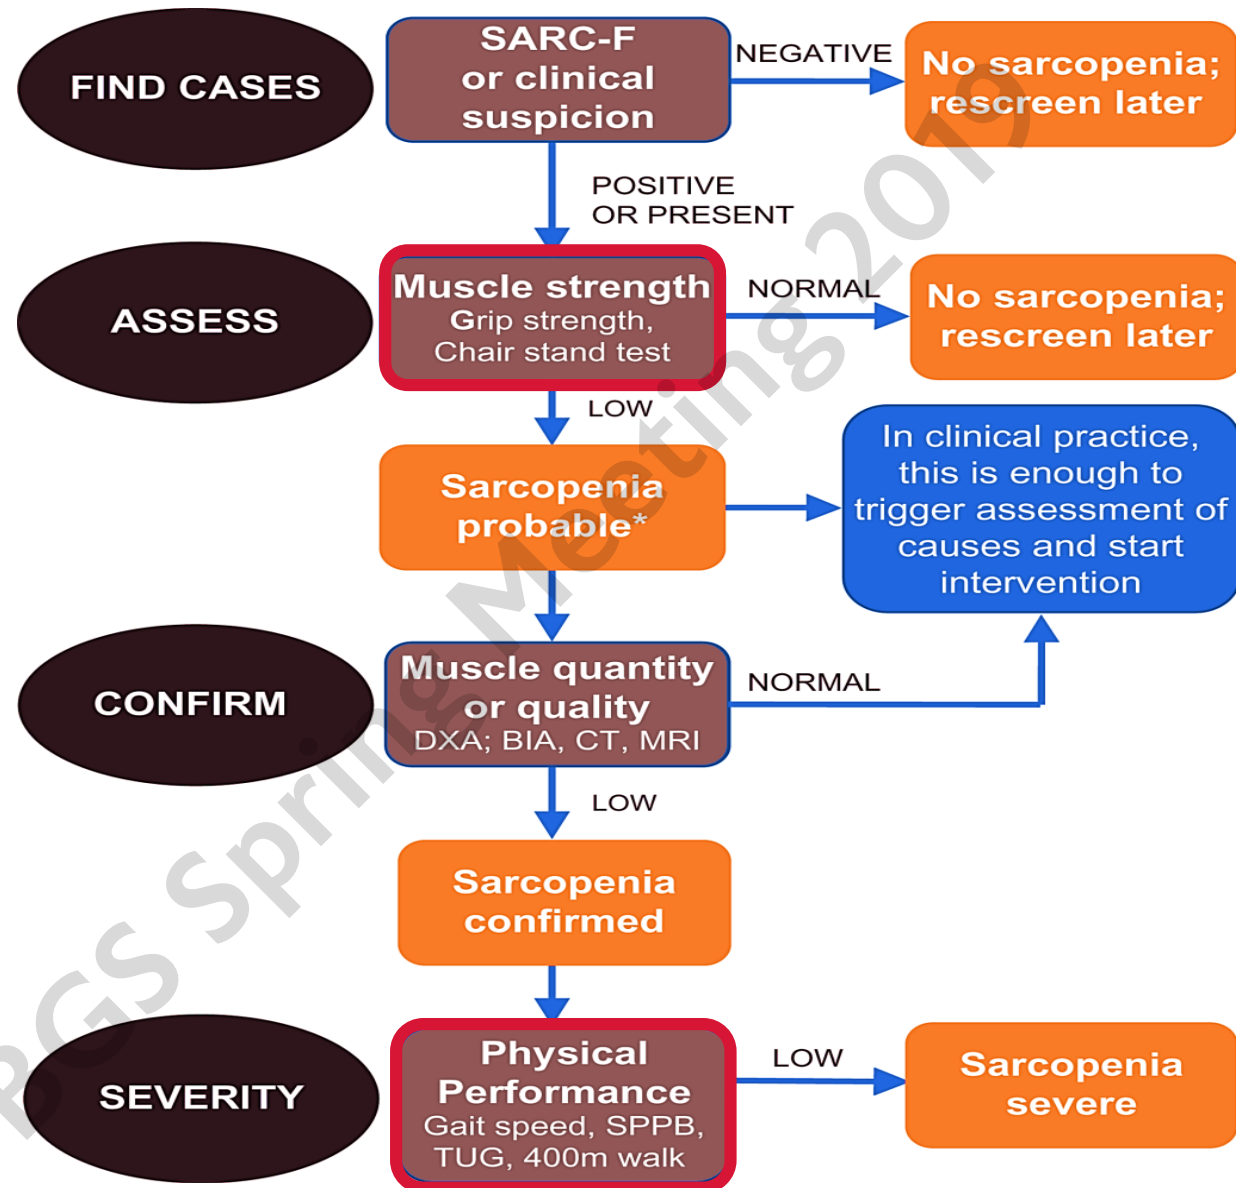 FIND CASES
SARC-F
or clinical
suspicion
NEGATIVE
No sarcopenia;
rescreen later
POSITIVE
OR PRESENT
ASSESS
Muscle strength
Grip strength,
Chair stand test
NORMAL
No sarcopenia;
rescreen later
LOW
Sarcopenia
probable*
In clinical practice,
this is enough to
trigger assessment of
causes and start
intervention
CONFIRM
Muscle quantity
or quality
DXA; BIA, CT, MRI
NORMAL
LOW
Sarcopenia
confirmed
SEVERITY
Physical
Performance
Gait speed, SPPB,
TUG, 400m walk
LOW
Sarcopenia
severe
BGS Spring Meeting 2019